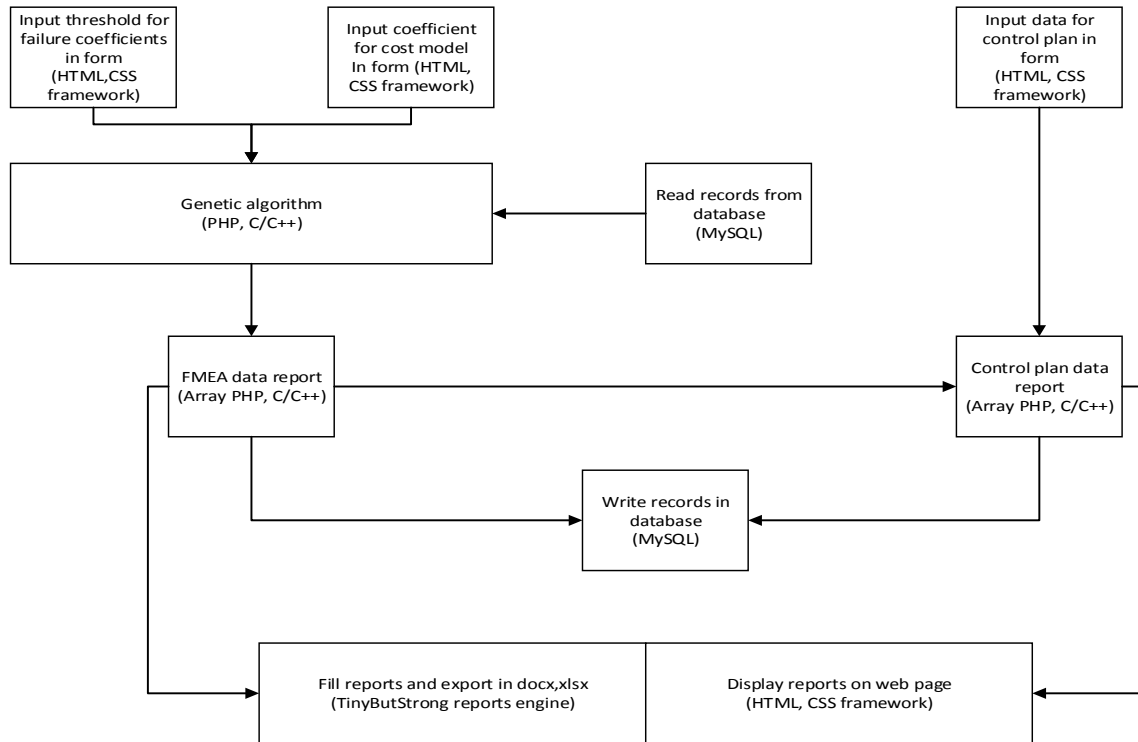 Input threshold for
failure coefficients
in form
(HTML,CSS
framework)
Input coefficient
for cost model
In form (HTML,
CSS framework)
Input data for
control plan in
form
(HTML, CSS
framework)
Genetic algorithm
(PHP, C/C++)
Read records from
database
(MySQL)
FMEA data report
(Array PHP, C/C++)
Control plan data
report
(Array PHP, C/C++)
Write records in
database
(MySQL)
Fill reports and export in docx,xlsx
(TinyButStrong reports engine)
Display reports on web page
(HTML, CSS framework)